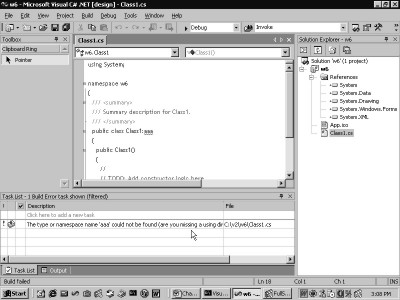 w6 - Microsoft Visual C# .NET [design] - Class1.cs
File Edit View Project Build Debug Tools Window Help
Debug
Invoke
Toolbox
Clipboard Ring
Pointer
Class1.cs
w6.Class1
Class1()
using System;
namespace w6
{
/// <summary>
/// Summary description for Class1.
/// </summary>
public class Class1:aaa
{
public Class1()
{
//
// TODO: Add constructor logic here
Solution Explorer - w6
Solution 'w6' (1 project)
w6
References
System
System.Data
System.Drawing
System.Windows.Forms
System.XML
App.ico
Class1.cs
Task List - 1 Build Error task shown (filtered)
! Description File
Click here to add a new task
! The type or namespace name 'aaa' could not be found (are you missing a using dir C:\v2\w6\Class1.cs
Task List Output
Build failed Ln 18 Col 1 Ch 1 INS
Start
w6 -
3:08 PM